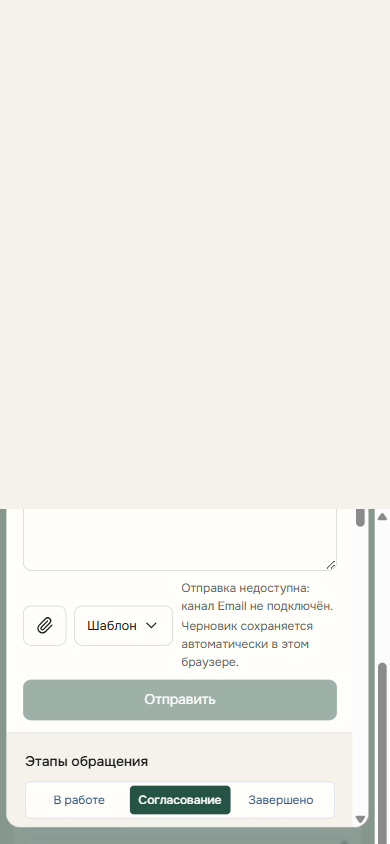 Отправка недоступна:
канал Email не подключён.
Черновик сохраняется
автоматически в этом
браузере.
Шаблон
Отправить
Этапы обращения
В работе
Согласование
Завершено